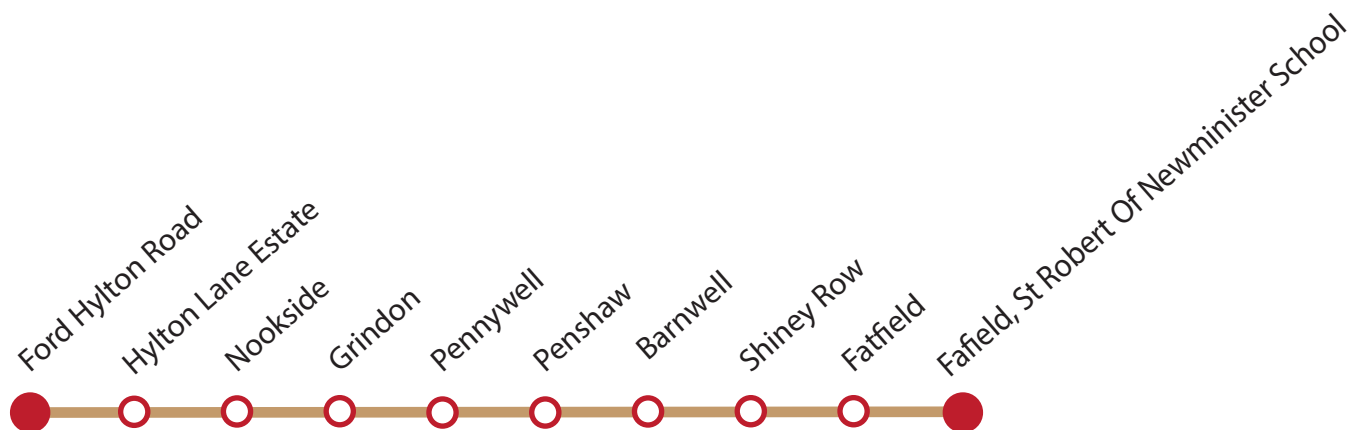 Ford Hylton Road
Hylton Lane Estate
Nookside
Grindon
Pennywell
Penshaw
Barnwell
Shiney Row
Fatfield
Fafield, St Robert Of Newminister School